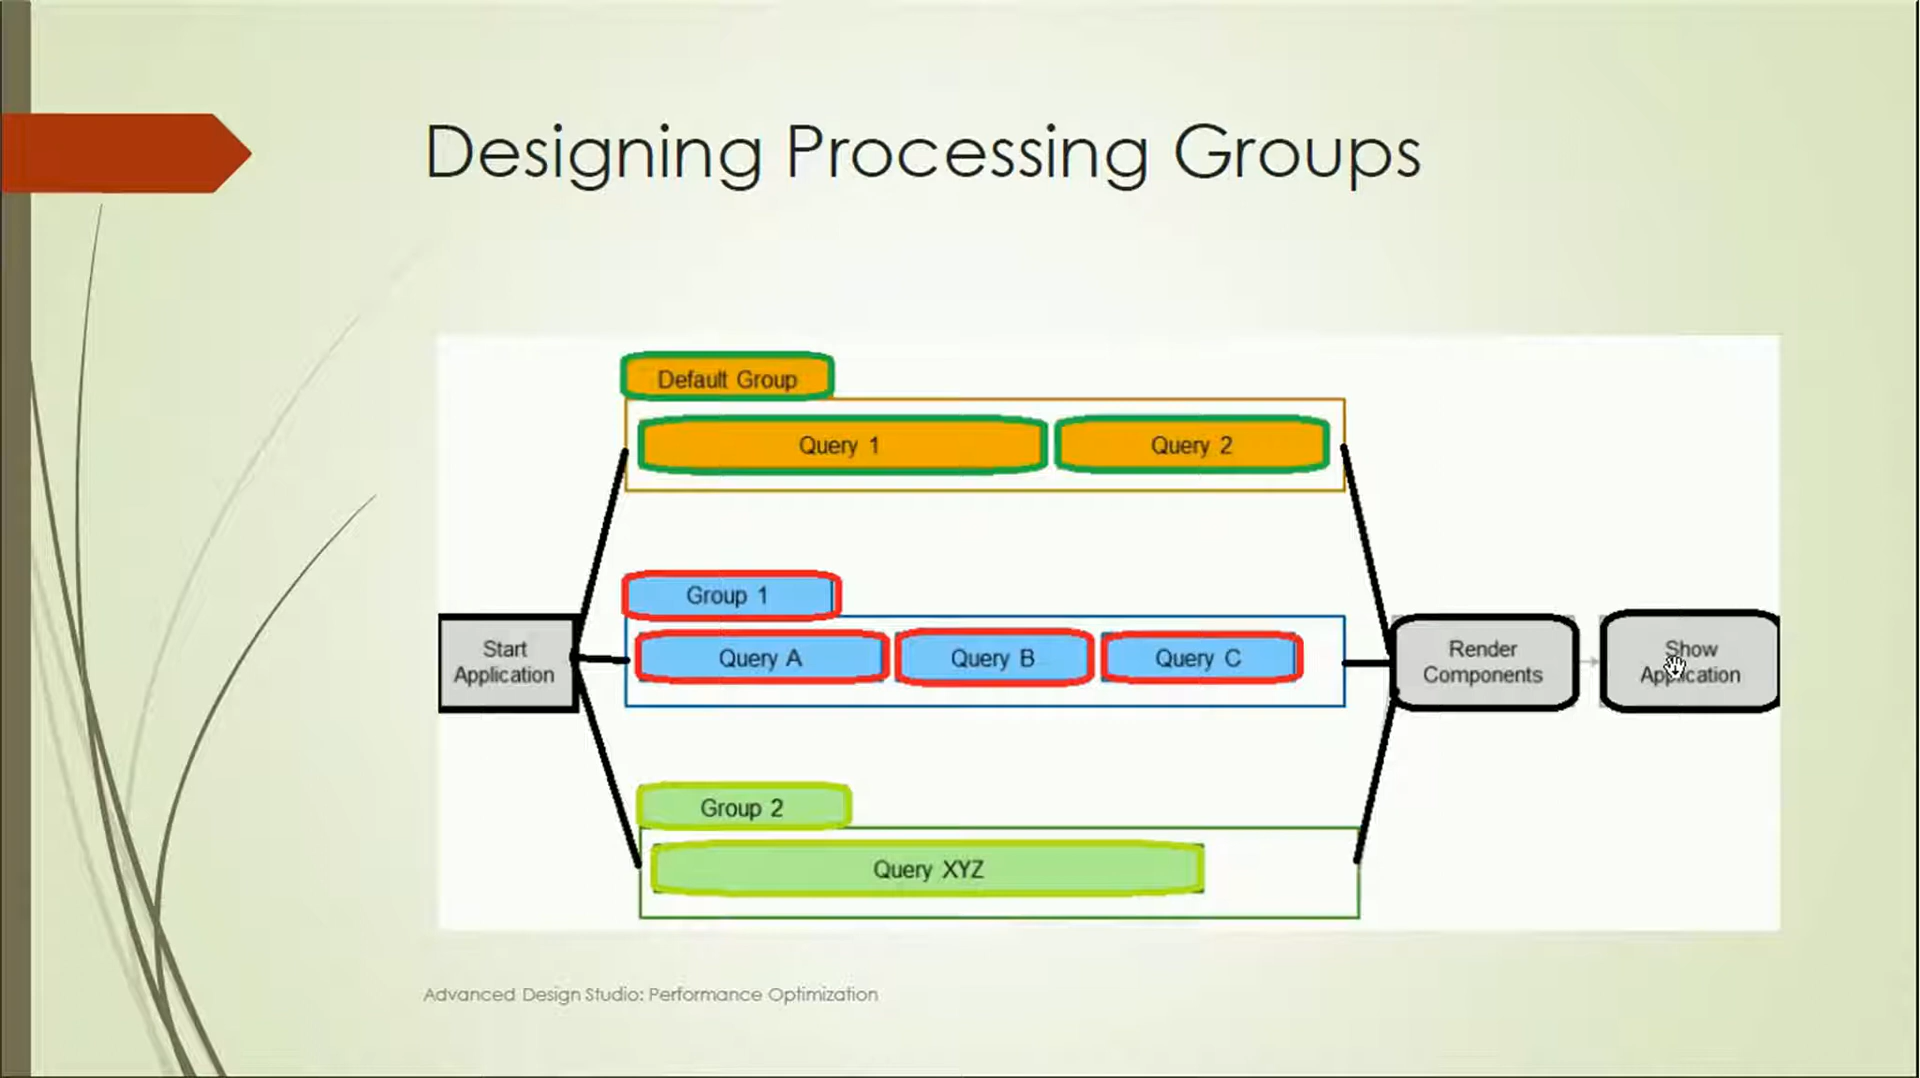 Designing Processing Groups
Default Group
Query 1
Query 2
Group 1
Query A
Query B
Query C
Start
Application
Render
Components
Show
Application
Group 2
Query XYZ
Advanced Design Studio: Performance Optimization